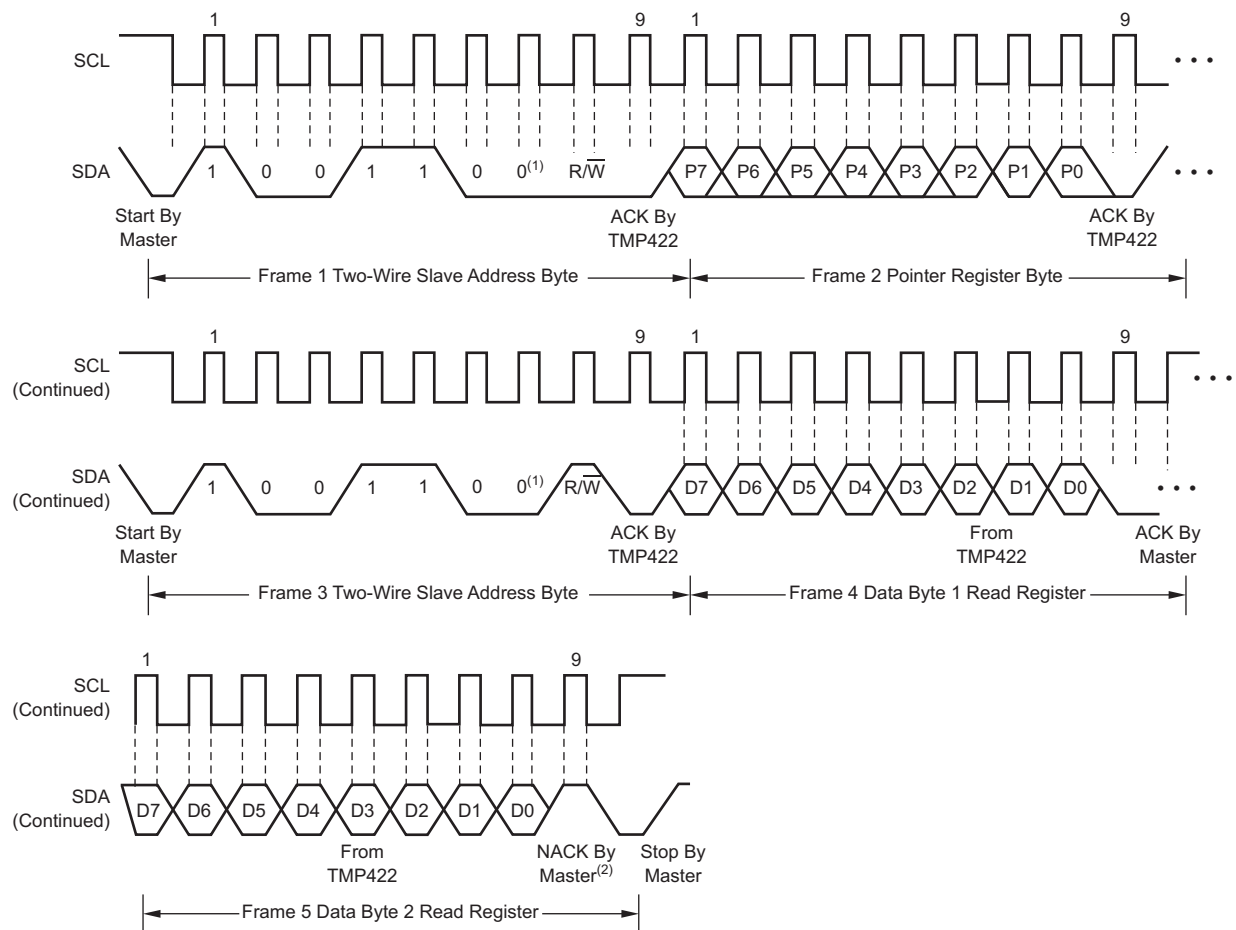 1 9 1 9
SCL
SDA
1 0 0 1 1 0 0(1) R/W̅ P7 P6 P5 P4 P3 P2 P1 P0
Start By
Master
ACK By
TMP422
ACK By
TMP422
Frame 1 Two-Wire Slave Address Byte
Frame 2 Pointer Register Byte
1 9 1 9
SCL
(Continued)
SDA
(Continued)
1 0 0 1 1 0 0(1) R/W̅ D7 D6 D5 D4 D3 D2 D1 D0
Start By
Master
ACK By
TMP422
From
TMP422
ACK By
Master
Frame 3 Two-Wire Slave Address Byte
Frame 4 Data Byte 1 Read Register
1 9
SCL
(Continued)
SDA
(Continued)
D7 D6 D5 D4 D3 D2 D1 D0
From
TMP422
NACK By
Master(2)
Stop By
Master
Frame 5 Data Byte 2 Read Register